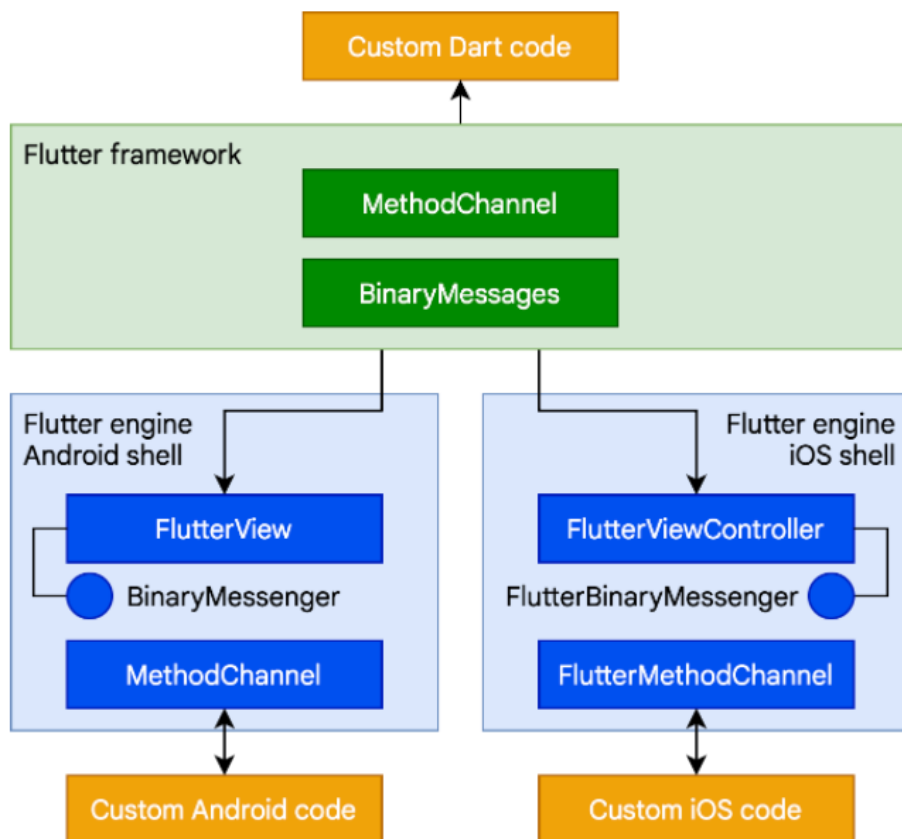 Custom Dart code
Flutter framework
MethodChannel
BinaryMessages
Flutter engine
Android shell
FlutterView
BinaryMessenger
MethodChannel
Custom Android code
Flutter engine
iOS shell
FlutterViewController
FlutterBinaryMessenger
FlutterMethodChannel
Custom iOS code